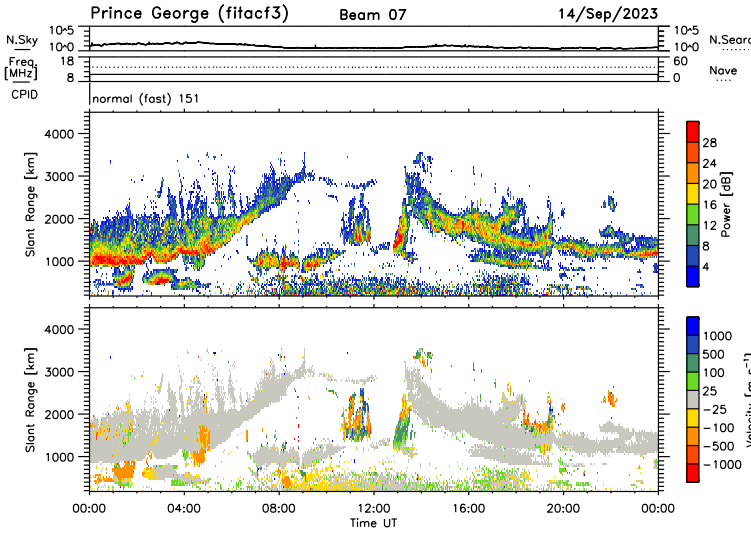 Prince George (fitacf3) Beam 07 14/Sep/2023
N.Sky 10^5 10^0 10^5 10^0 N.Searc
Freq. [MHz] 18 8 60 0 Nave
CPID normal (fast) 151
Slant Range [km] 4000 3000 2000 1000
28 24 20 16 12 8 4 Power [dB]
Slant Range [km] 4000 3000 2000 1000
1000 500 100 25 -25 -100 -500 -1000 Velocity [m s⁻¹]
00:00 04:00 08:00 12:00 16:00 20:00 00:00
Time UT